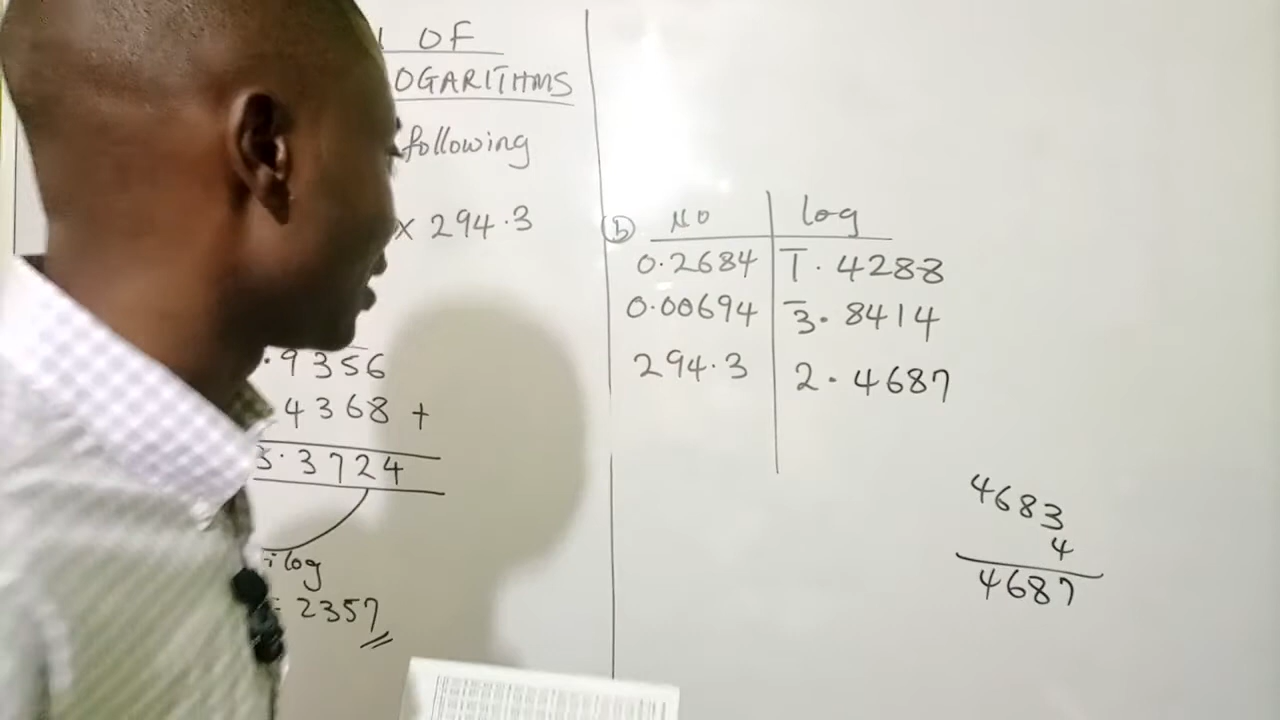 OF
OGARITHMS
following
x 294.3
.9356
.4368 +
3.3724
ilog
= 2357
b No log
0.2684 1̅.4288
0.00694 3̅.8414
294.3 2.4687
4683
4
4687